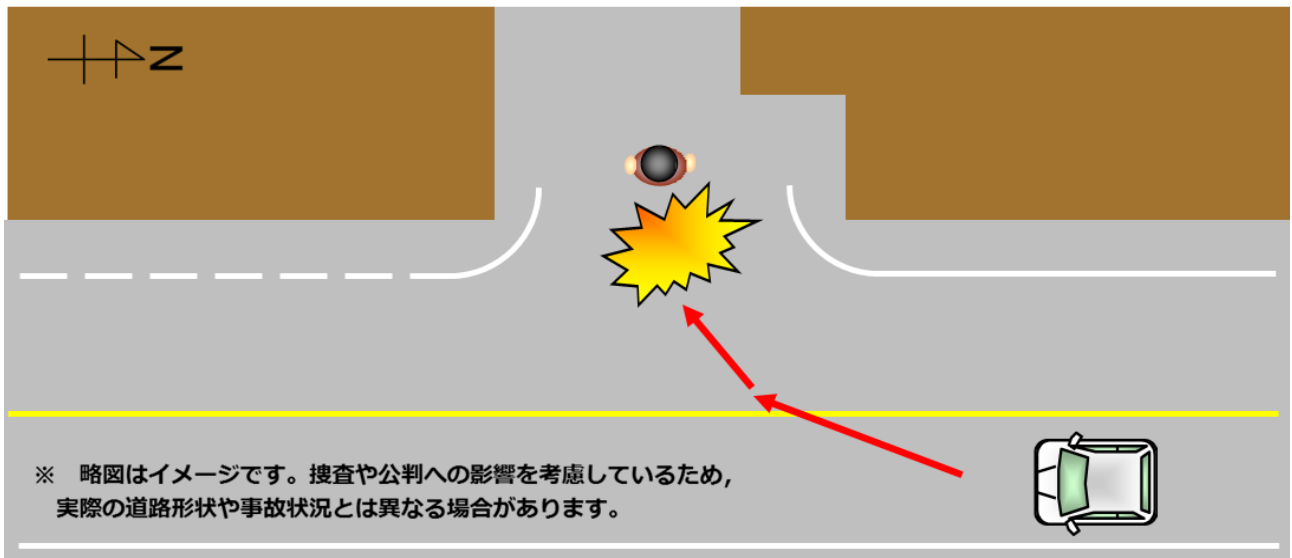 N
※　略図はイメージです。捜査や公判への影響を考慮しているため，
実際の道路形状や事故状況とは異なる場合があります。